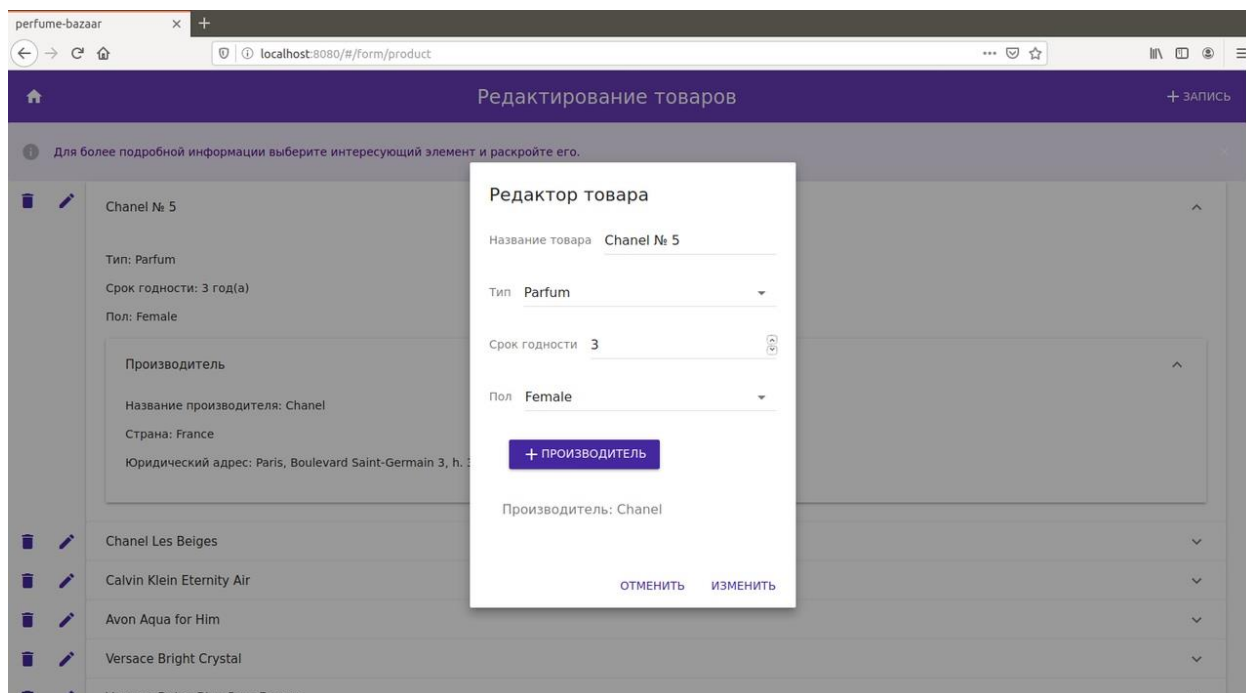 perfume-bazaar
localhost:8080/#/form/product
Редактирование товаров
+ ЗАПИСЬ
Для более подробной информации выберите интересующий элемент и раскройте его.
Chanel № 5
Тип: Parfum
Срок годности: 3 год(а)
Пол: Female
Производитель
Название производителя: Chanel
Страна: France
Юридический адрес: Paris, Boulevard Saint-Germain 3, h.
Chanel Les Beiges
Calvin Klein Eternity Air
Avon Aqua for Him
Versace Bright Crystal
Редактор товара
Название товара Chanel № 5
Тип Parfum
Срок годности 3
Пол Female
+ ПРОИЗВОДИТЕЛЬ
Производитель: Chanel
ОТМЕНИТЬ ИЗМЕНИТЬ